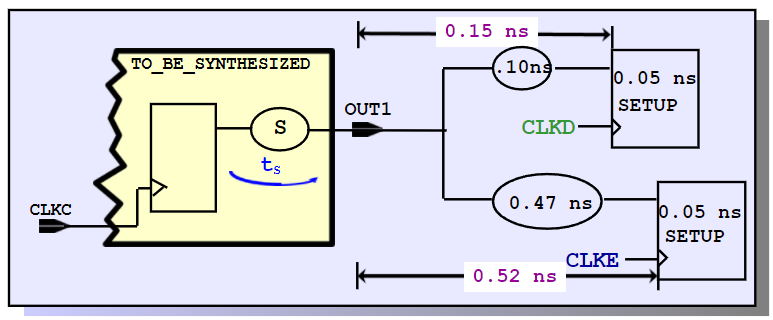 0.15 ns
TO_BE_SYNTHESIZED
.10ns
0.05 ns
SETUP
OUT1
S
CLKD
ts
CLKC
0.47 ns
0.05 ns
SETUP
CLKE
0.52 ns